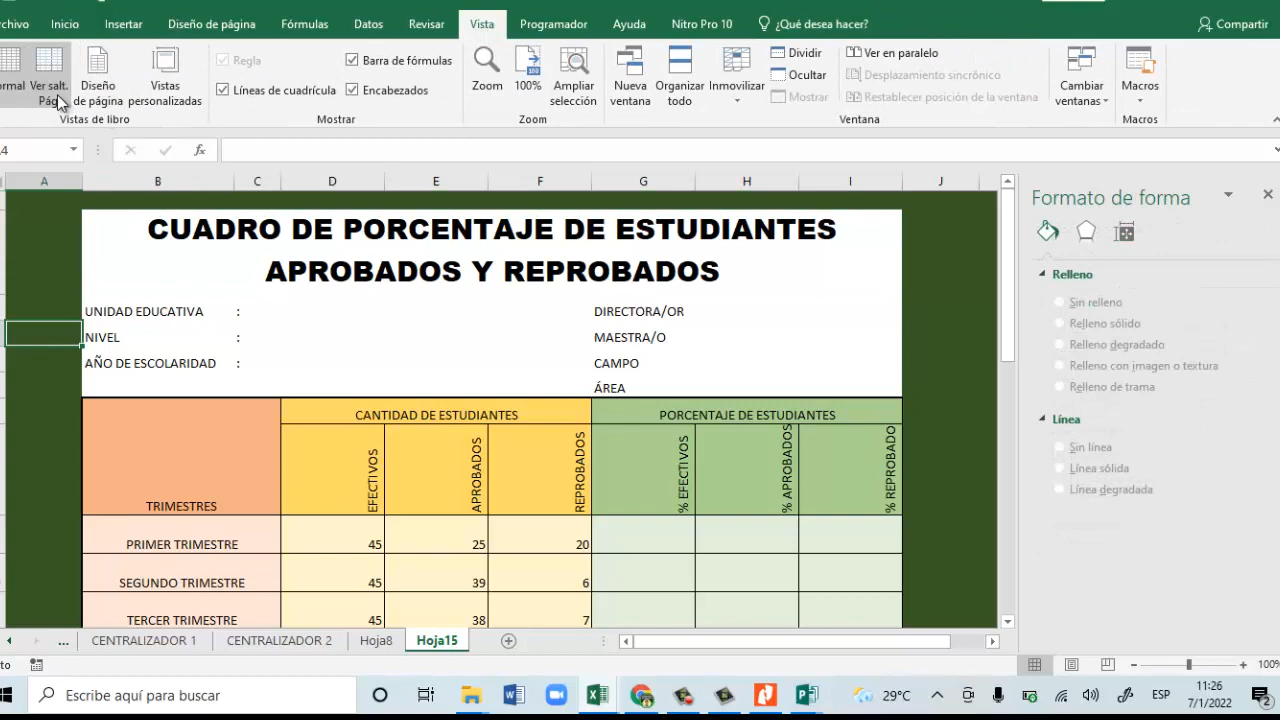 rchivo Inicio Insertar Diseño de página Fórmulas Datos Revisar Vista Programador Ayuda Nitro Pro 10 ¿Qué desea hacer? Compartir
ormal Ver salt. Pág. Diseño de página Vistas personalizadas
Regla Barra de fórmulas
Líneas de cuadrícula Encabezados
Zoom 100% Ampliar selección
Nueva ventana Organizar todo Inmovilizar
Dividir Ver en paralelo
Ocultar Desplazamiento sincrónico
Mostrar Restablecer posición de la ventana
Cambiar ventanas Macros
Vistas de libro Mostrar Zoom Ventana Macros
A4 fx
A B C D E F G H I J
CUADRO DE PORCENTAJE DE ESTUDIANTES
APROBADOS Y REPROBADOS
UNIDAD EDUCATIVA : DIRECTORA/OR
NIVEL : MAESTRA/O
AÑO DE ESCOLARIDAD : CAMPO
ÁREA
CANTIDAD DE ESTUDIANTES PORCENTAJE DE ESTUDIANTES
TRIMESTRES EFECTIVOS APROBADOS REPROBADOS % EFECTIVOS % APROBADOS % REPROBADO
PRIMER TRIMESTRE 45 25 20
SEGUNDO TRIMESTRE 45 39 6
TERCER TRIMESTRE 45 38 7
Formato de forma
Relleno
Sin relleno
Relleno sólido
Relleno degradado
Relleno con imagen o textura
Relleno de trama
Línea
Sin línea
Línea sólida
Línea degradada
... CENTRALIZADOR 1 CENTRALIZADOR 2 Hoja8 Hoja15
to 100%
Escribe aquí para buscar 29°C ESP 11:26
7/1/2022 2